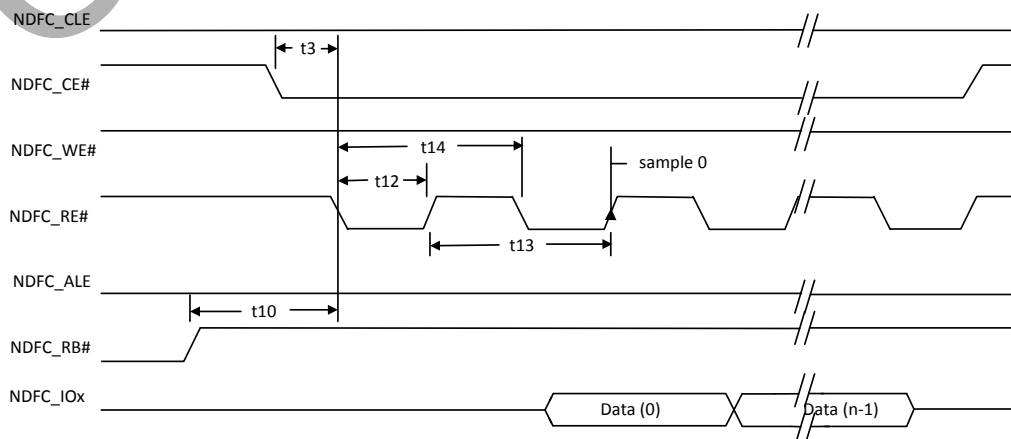 NDFC_CLE
t3
NDFC_CE#
NDFC_WE#
t14
sample 0
t12
NDFC_RE#
t13
NDFC_ALE
t10
NDFC_RB#
NDFC_IOx
Data (0)
Data (n-1)